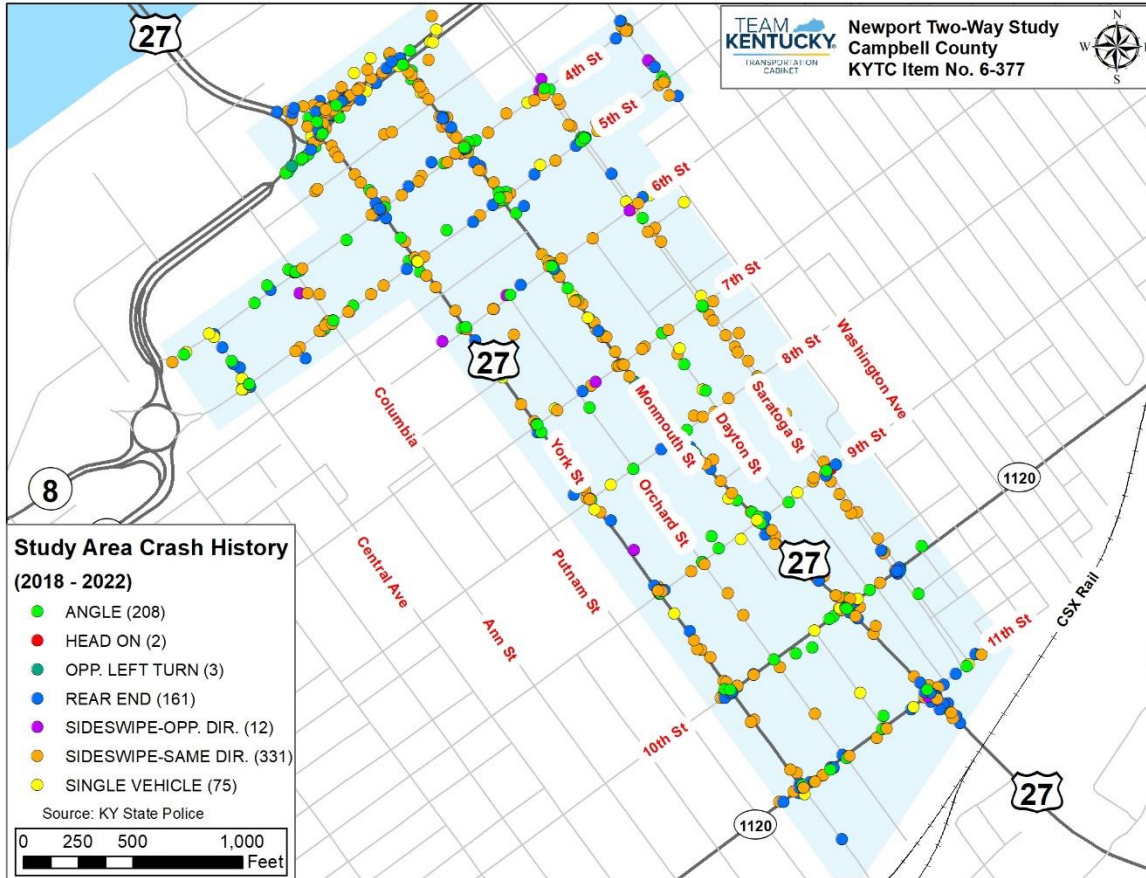 27
TEAM
KENTUCKY
TRANSPORTATION
CABINET
Newport Two-Way Study
Campbell County
KYTC Item No. 6-377
N
W
E
S
4th St
5th St
6th St
7th St
8th St
Washington Ave
27
Columbia
Monmouth St
Dayton St
Saratoga St
9th St
York St
Orchard St
1120
8
27
Central Ave
Putnam St
Ann St
11th St
CSX Rail
10th St
27
1120
Study Area Crash History
(2018 - 2022)
ANGLE (208)
HEAD ON (2)
OPP. LEFT TURN (3)
REAR END (161)
SIDESWIPE-OPP. DIR. (12)
SIDESWIPE-SAME DIR. (331)
SINGLE VEHICLE (75)
Source: KY State Police
0 250 500 1,000
Feet